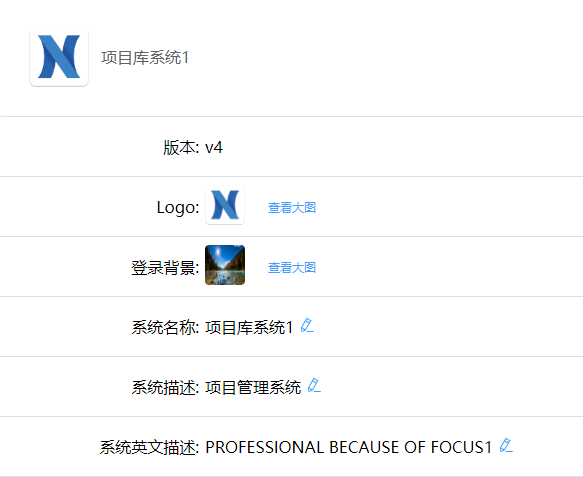 项目库系统1
版本: v4
Logo: 查看大图
登录背景: 查看大图
系统名称: 项目库系统1
系统描述: 项目管理系统
系统英文描述: PROFESSIONAL BECAUSE OF FOCUS1